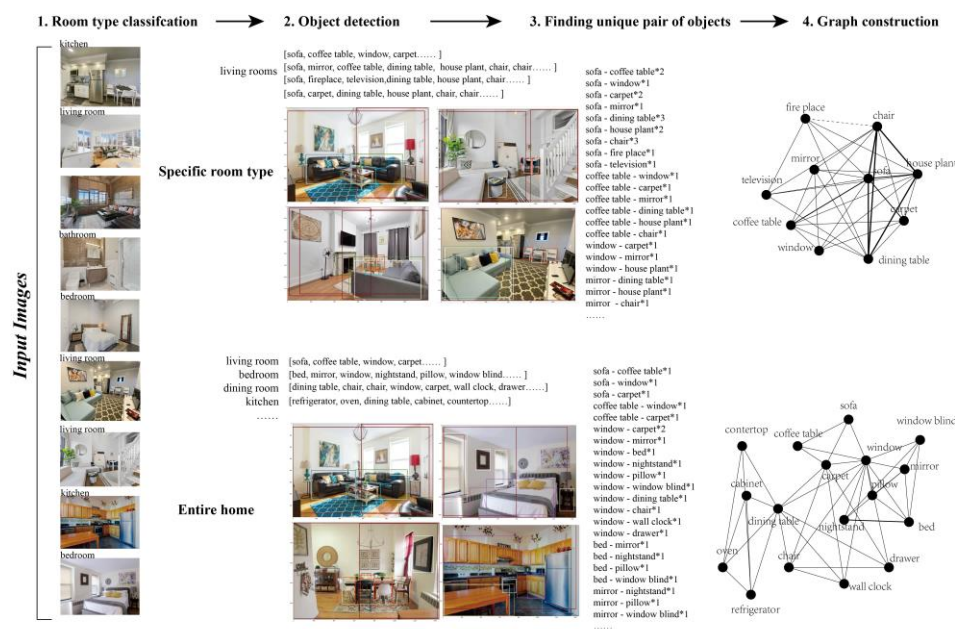 1. Room type classifcation
2. Object detection
3. Finding unique pair of objects
4. Graph construction
Input Images
kitchen
living room
bathroom
bedroom
living room
living room
kitchen
bedroom
living rooms
[sofa, coffee table, window, carpet...... ]
[sofa, mirror, coffee table, dining table, house plant, chair, chair...... ]
[sofa, fireplace, television,dining table, house plant, chair...... ]
[sofa, carpet, dining table, house plant, chair, chair...... ]
Specific room type
sofa - coffee table*2
sofa - window*1
sofa - carpet*2
sofa - mirror*1
sofa - dining table*3
sofa - house plant*2
sofa - chair*3
sofa - fire place*1
sofa - television*1
coffee table - window*1
coffee table - carpet*1
coffee table - mirror*1
coffee table - dining table*1
coffee table - house plant*1
coffee table - chair*1
window - carpet*1
window - mirror*1
window - house plant*1
mirror - dining table*1
mirror - house plant*1
mirror - chair*1
......
fire place
chair
mirror
house plant
sofa
television
carpet
coffee table
window
dining table
living room
[sofa, coffee table, window, carpet...... ]
bedroom
[bed, mirror, window, nightstand, pillow, window blind...... ]
dining room
[dining table, chair, chair, window, carpet, wall clock, drawer......]
kitchen
[refrigerator, oven, dining table, cabinet, countertop......]
......
Entire home
sofa - coffee table*1
sofa - window*1
sofa - carpet*1
coffee table - window*1
coffee table - carpet*1
window - carpet*2
window - mirror*1
window - bed*1
window - nightstand*1
window - pillow*1
window - window blind*1
window - dining table*1
window - chair*1
window - wall clock*1
window - drawer*1
bed - mirror*1
bed - nightstand*1
bed - pillow*1
bed - window blind*1
mirror - nightstand*1
mirror - pillow*1
mirror - window blind*1
......
sofa
window blind
contertop
coffee table
window
mirror
cabinet
carpet
pillow
dining table
nightstand
bed
oven
chair
drawer
wall clock
refrigerator